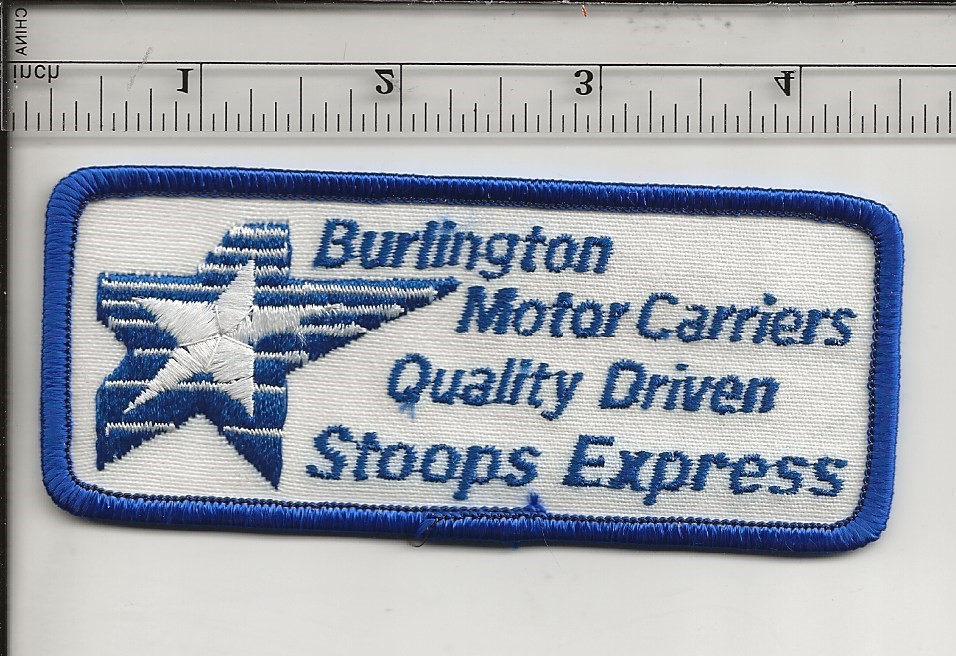 CHINA
inch 1 2 3 4
Burlington
Motor Carriers
Quality Driven
Stoops Express